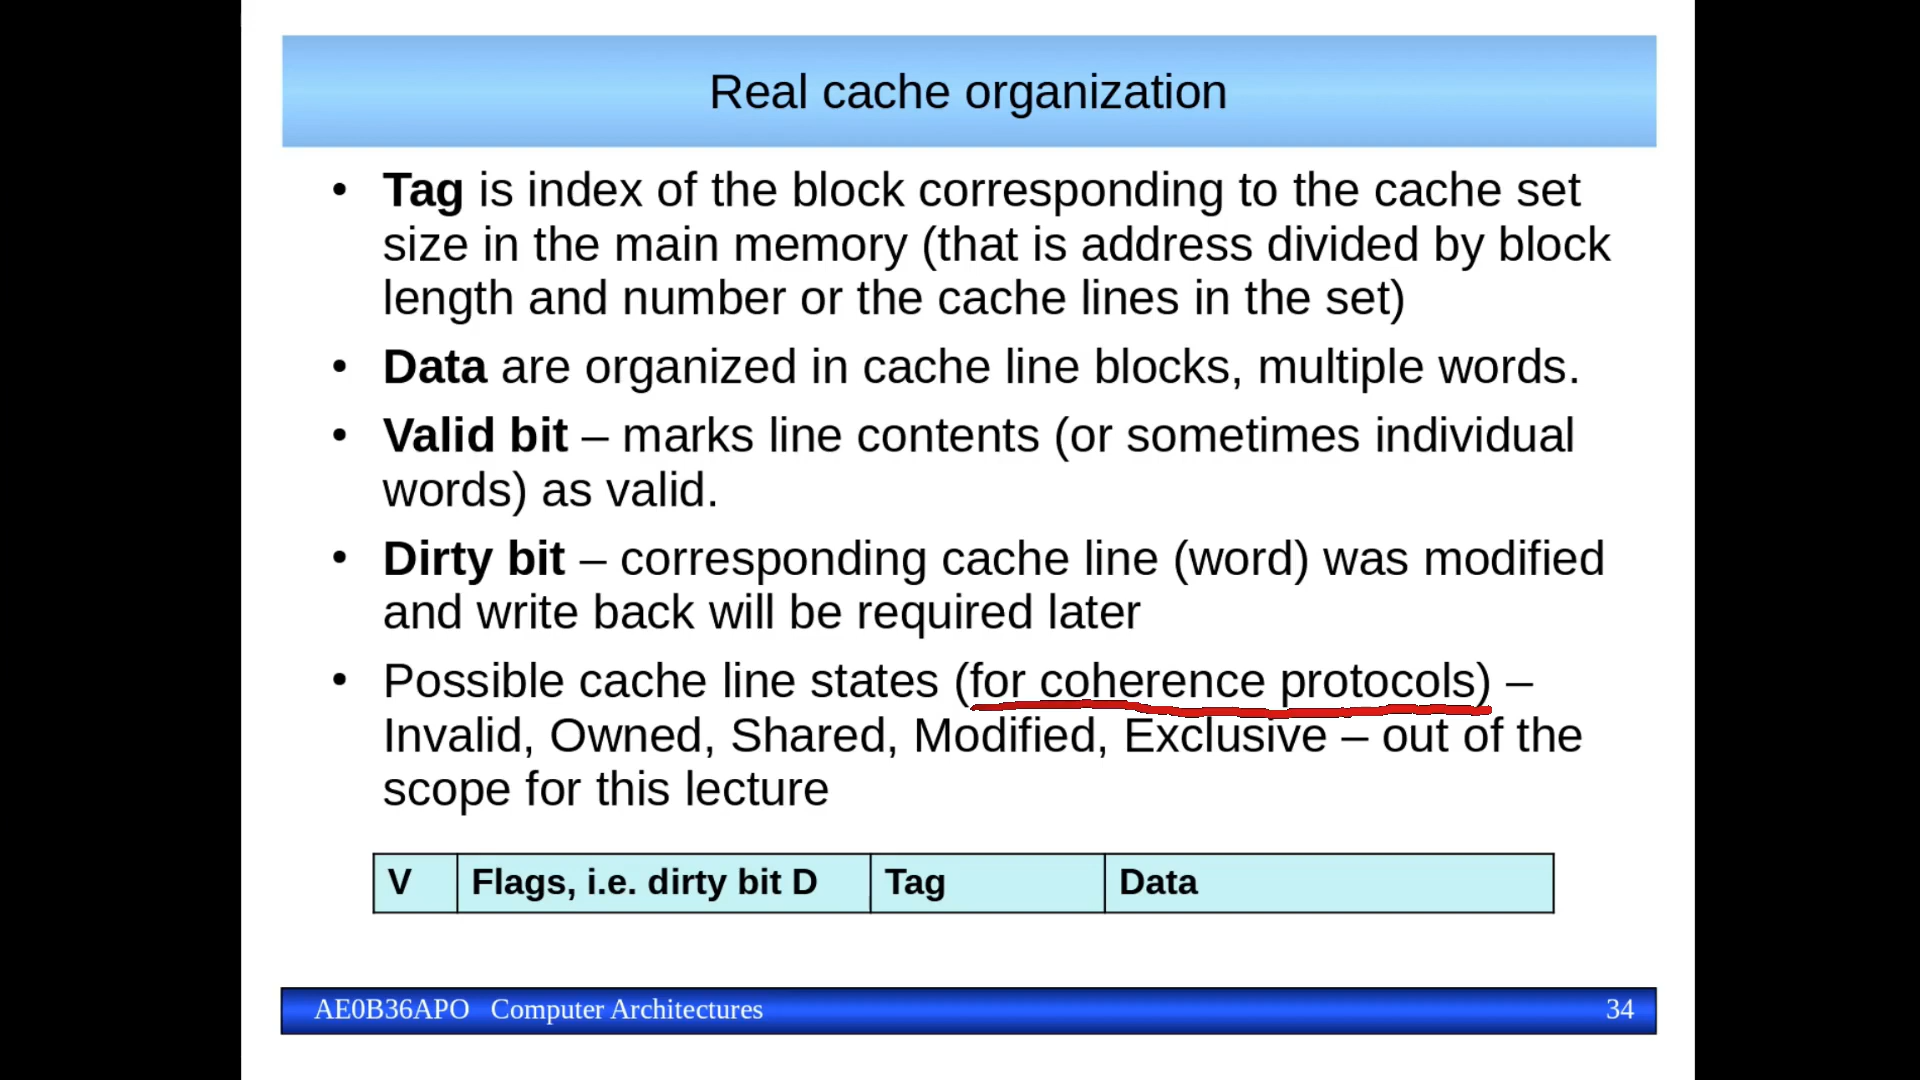 Real cache organization
• Tag is index of the block corresponding to the cache set
size in the main memory (that is address divided by block
length and number or the cache lines in the set)
• Data are organized in cache line blocks, multiple words.
• Valid bit – marks line contents (or sometimes individual
words) as valid.
• Dirty bit – corresponding cache line (word) was modified
and write back will be required later
• Possible cache line states (for coherence protocols) –
Invalid, Owned, Shared, Modified, Exclusive – out of the
scope for this lecture
V Flags, i.e. dirty bit D Tag Data
AE0B36APO Computer Architectures 34